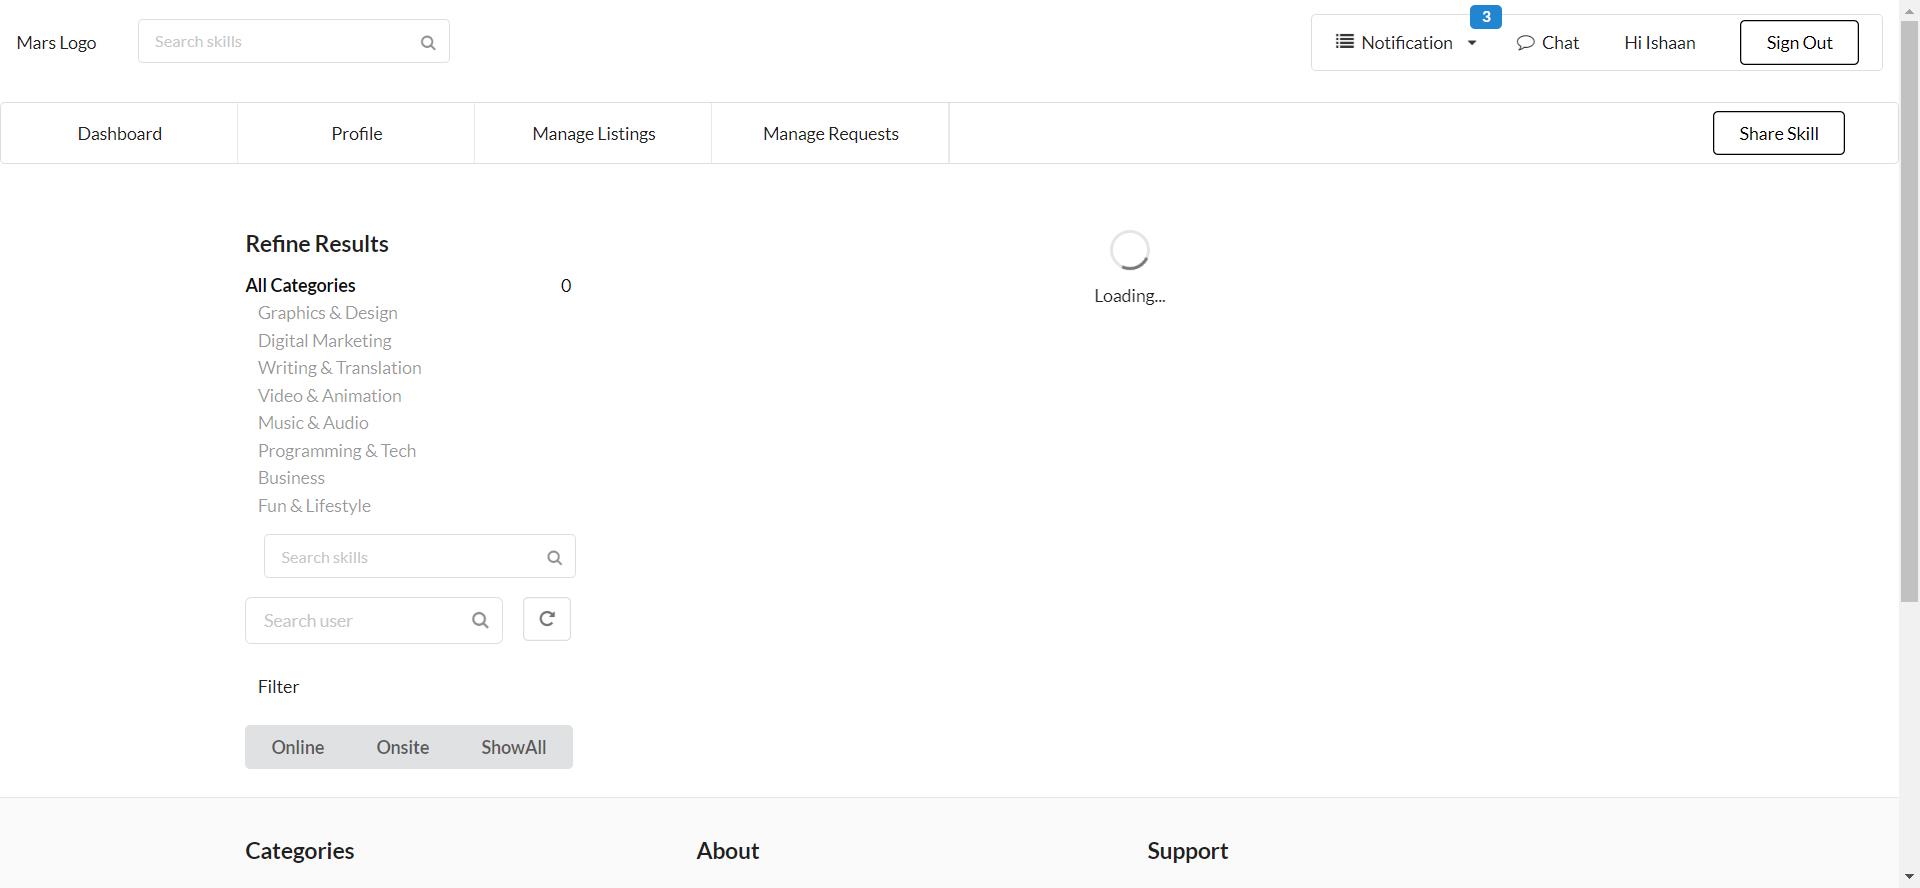 Mars Logo
Search skills
3
Notification
Chat
Hi Ishaan
Sign Out
Dashboard
Profile
Manage Listings
Manage Requests
Share Skill
Refine Results
All Categories 0
Graphics & Design
Digital Marketing
Writing & Translation
Video & Animation
Music & Audio
Programming & Tech
Business
Fun & Lifestyle
Search skills
Search user
Filter
Online
Onsite
ShowAll
Loading...
Categories
About
Support